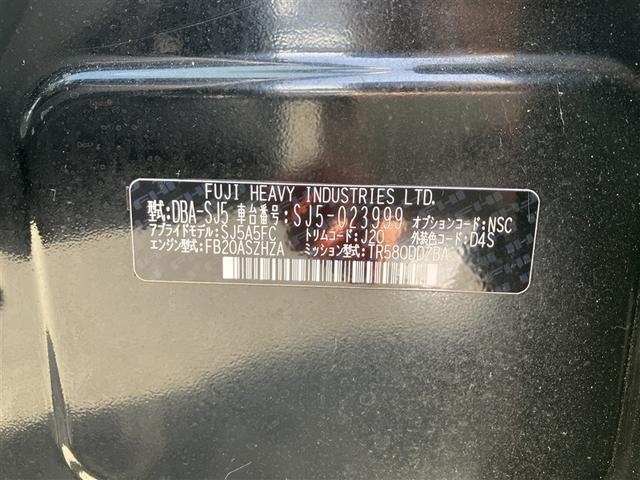 FUJI HEAVY INDUSTRIES LTD.
型式:DBA-SJ5 車台番号:SJ5-023999 オプションコード:NSC
アプライドモデル:SJ5A5FC トリムコード:J20 外装色コード:D4S
エンジン型式:FB20ASZHZA ミッション型式:TR580DDZBA